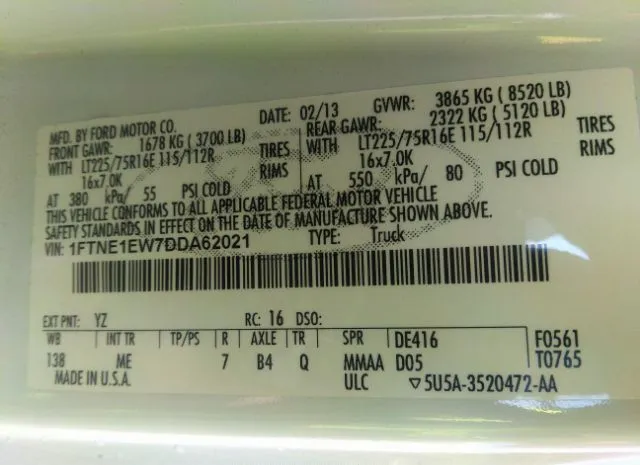 MFD. BY FORD MOTOR CO. DATE: 02/13 GVWR: 3865 KG ( 8520 LB)
FRONT GAWR: 1678 KG ( 3700 LB) REAR GAWR: 2322 KG ( 5120 LB)
WITH LT225/75R16E 115/112R TIRES WITH LT225/75R16E 115/112R TIRES
16x7.0K RIMS 16x7.0K RIMS
AT 380 kPa/ 55 PSI COLD AT 550 kPa/ 80 PSI COLD
THIS VEHICLE CONFORMS TO ALL APPLICABLE FEDERAL MOTOR VEHICLE
SAFETY STANDARDS IN EFFECT ON THE DATE OF MANUFACTURE SHOWN ABOVE.
VIN: 1FTNE1EW7DDA62021 TYPE: Truck
EXT PNT: YZ RC: 16 DSO:
WB INT TR TP/PS R AXLE TR SPR DE416 F0561
138 ME 7 B4 Q MMAA D05 T0765
MADE IN U.S.A. ULC ▽5U5A-3520472-AA